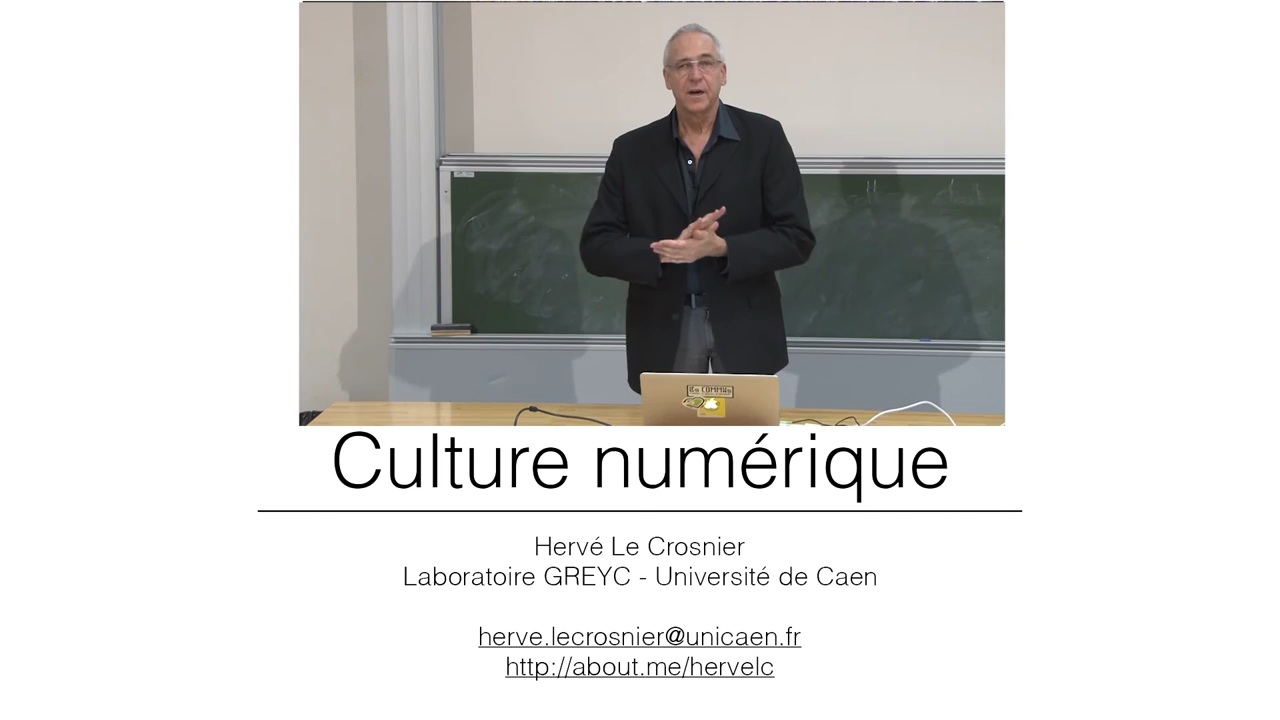 Culture numérique
Hervé Le Crosnier
Laboratoire GREYC - Université de Caen
herve.lecrosnier@unicaen.fr
http://about.me/hervelc